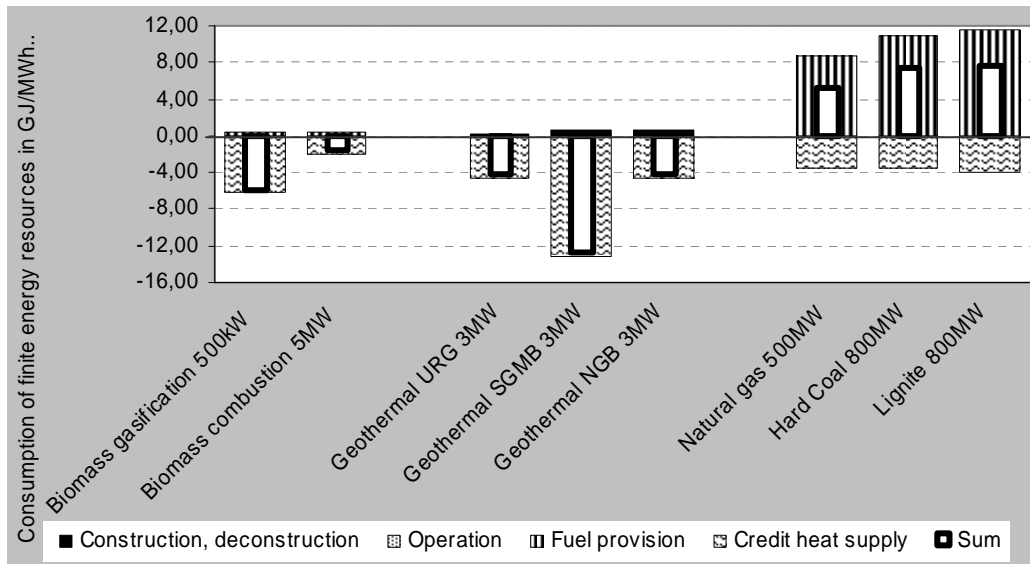 Consumption of finite energy resources in GJ/MWh..
12,00
8,00
4,00
0,00
-4,00
-8,00
-12,00
-16,00
Biomass gasification 500kW
Biomass combustion 5MW
Geothermal URG 3MW
Geothermal SGMB 3MW
Geothermal NGB 3MW
Natural gas 500MW
Hard Coal 800MW
Lignite 800MW
Construction, deconstruction Operation Fuel provision Credit heat supply Sum